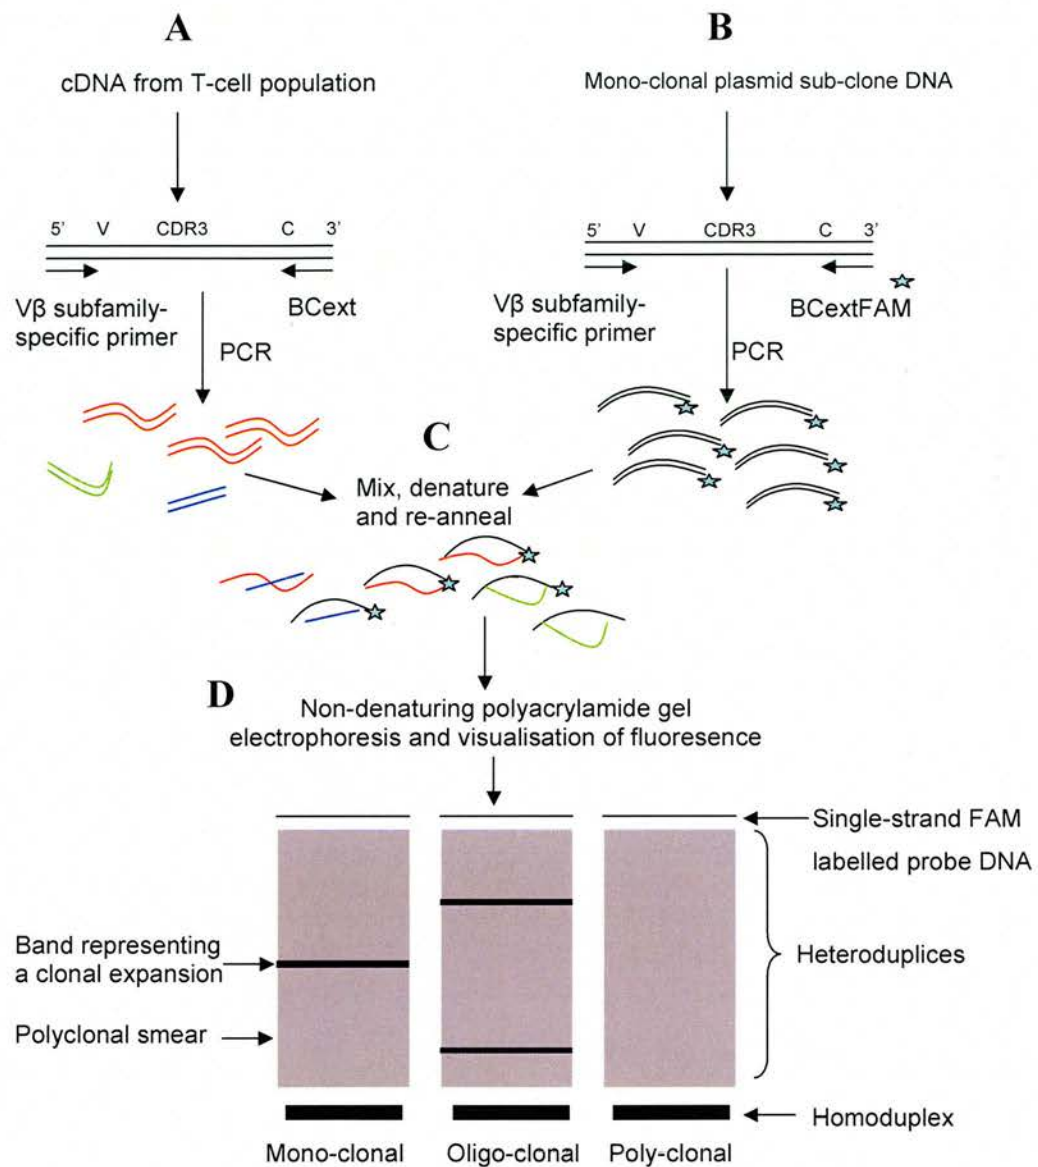 A
B
cDNA from T-cell population
Mono-clonal plasmid sub-clone DNA
5' V CDR3 C 3'
5' V CDR3 C 3'
Vβ subfamily-
specific primer
BCext
PCR
Vβ subfamily-
specific primer
BCextFAM
PCR
C
Mix, denature
and re-anneal
D
Non-denaturing polyacrylamide gel
electrophoresis and visualisation of fluoresence
Single-strand FAM
labelled probe DNA
Band representing
a clonal expansion
Heteroduplices
Polyclonal smear
Homoduplex
Mono-clonal
Oligo-clonal
Poly-clonal